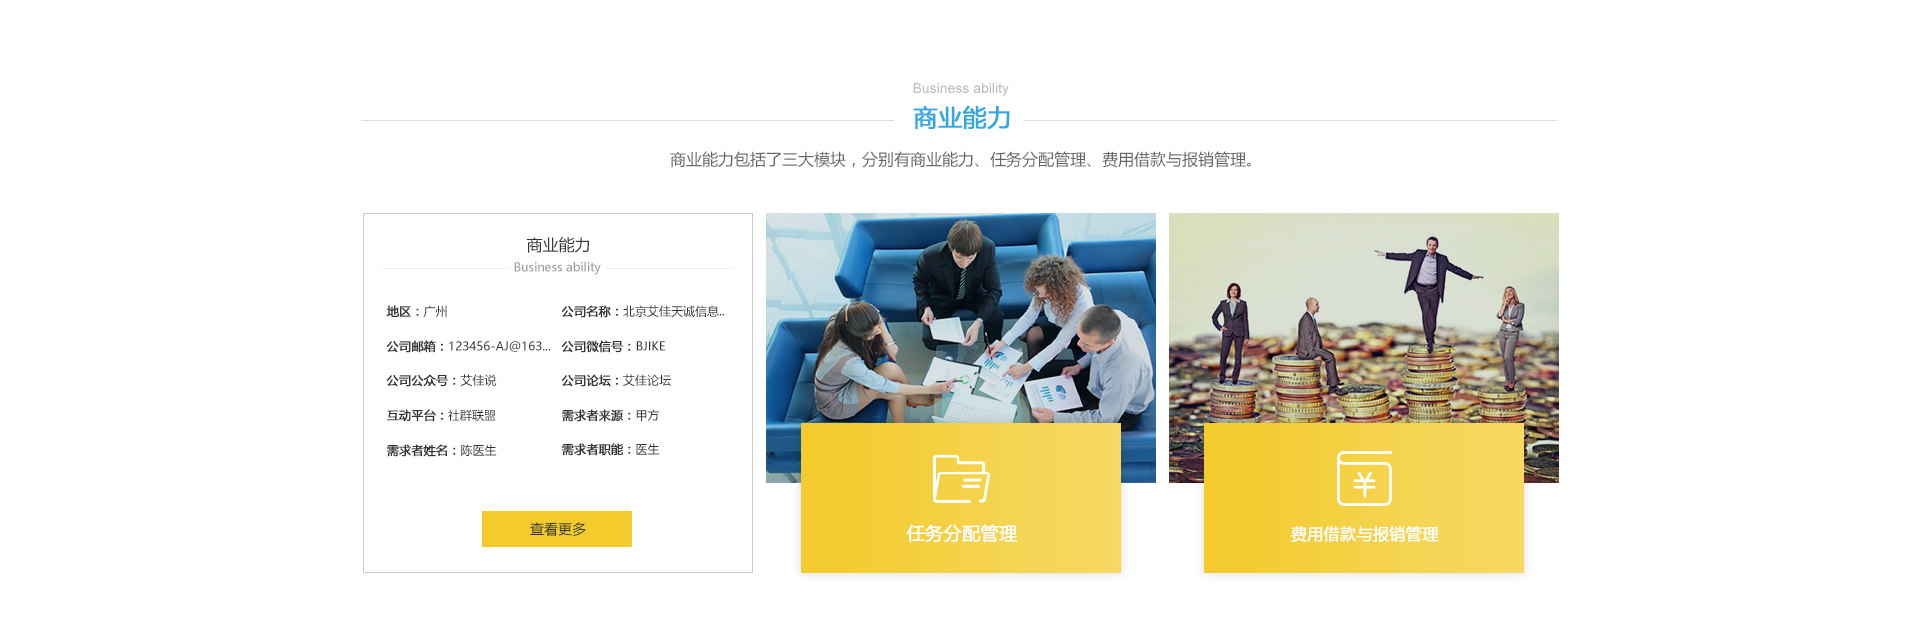 Business ability
商业能力
商业能力包括了三大模块，分别有商业能力、任务分配管理、费用借款与报销管理。
商业能力
Business ability
地区：广州
公司名称：北京艾佳天诚信息..
公司邮箱：123456-AJ@163...
公司微信号：BJIKE
公司公众号：艾佳说
公司论坛：艾佳论坛
互动平台：社群联盟
需求者来源：甲方
需求者姓名：陈医生
需求者职能：医生
查看更多
任务分配管理
费用借款与报销管理